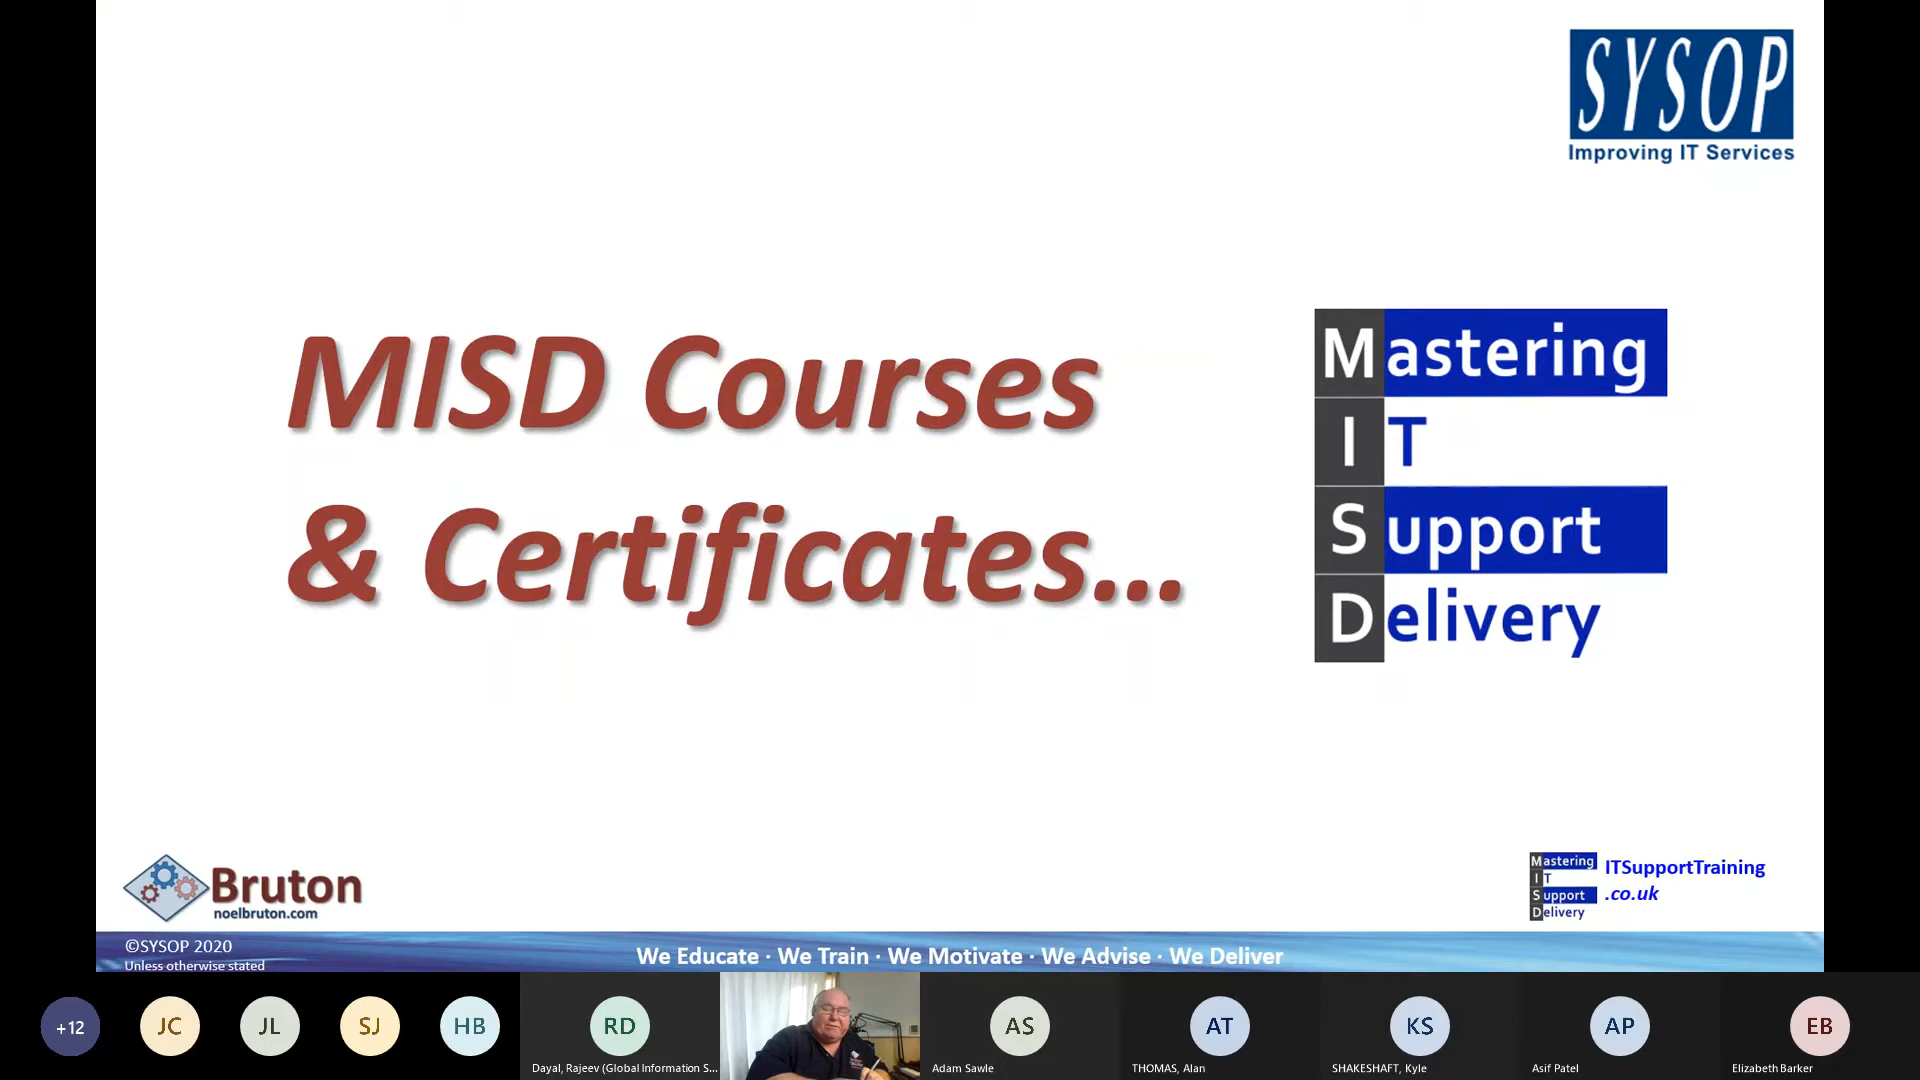 SYSOP
Improving IT Services
MISD Courses
& Certificates...
Mastering
IT
Support
Delivery
Bruton
noelbruton.com
Mastering
IT
Support
Delivery
ITSupportTraining
.co.uk
©SYSOP 2020
Unless otherwise stated
We Educate · We Train · We Motivate · We Advise · We Deliver
+12
JC
JL
SJ
HB
RD
AS
AT
KS
AP
EB
Dayal, Rajeev (Global Information S...
Adam Sawle
THOMAS, Alan
SHAKESHAFT, Kyle
Asif Patel
Elizabeth Barker